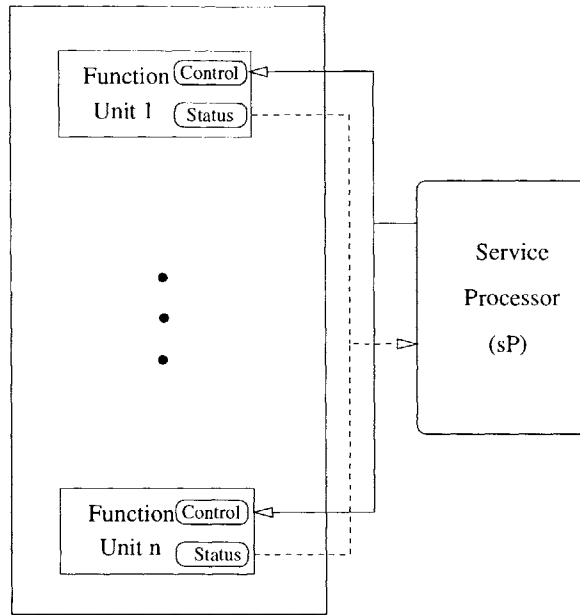 Function Control
Unit 1 Status
Service
Processor
(sP)
Function Control
Unit n Status